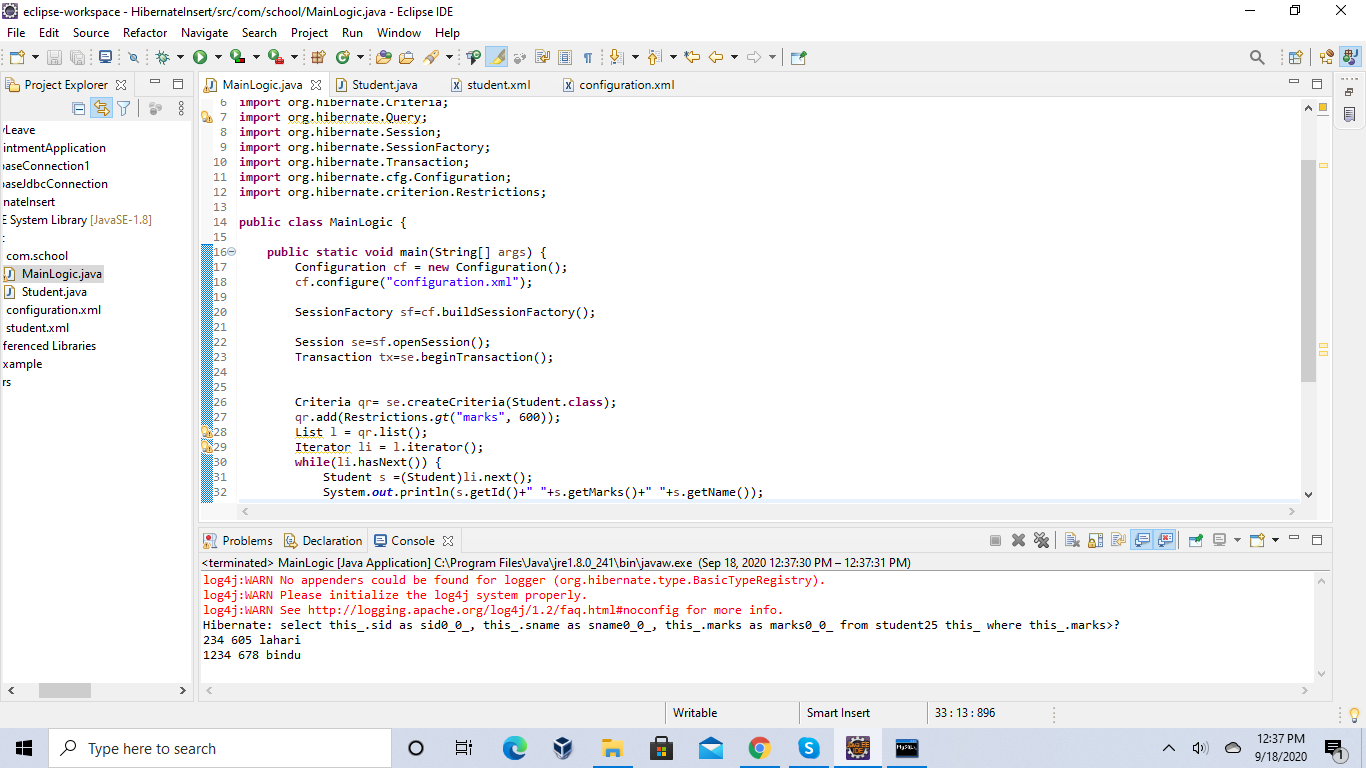 eclipse-workspace - HibernateInsert/src/com/school/MainLogic.java - Eclipse IDE
File Edit Source Refactor Navigate Search Project Run Window Help
Project Explorer
yLeave
intmentApplication
baseConnection1
baseJdbcConnection
nateInsert
E System Library [JavaSE-1.8]
com.school
MainLogic.java
Student.java
configuration.xml
student.xml
ferenced Libraries
xample
rs
MainLogic.java Student.java student.xml configuration.xml
6 import org.hibernate.Criteria;
7 import org.hibernate.Query;
8 import org.hibernate.Session;
9 import org.hibernate.SessionFactory;
10 import org.hibernate.Transaction;
11 import org.hibernate.cfg.Configuration;
12 import org.hibernate.criterion.Restrictions;
13
14 public class MainLogic {
15
16 public static void main(String[] args) {
17 Configuration cf = new Configuration();
18 cf.configure("configuration.xml");
19
20 SessionFactory sf=cf.buildSessionFactory();
21
22 Session se=sf.openSession();
23 Transaction tx=se.beginTransaction();
24
25
26 Criteria qr= se.createCriteria(Student.class);
27 qr.add(Restrictions.gt("marks", 600));
28 List l = qr.list();
29 Iterator li = l.iterator();
30 while(li.hasNext()) {
31 Student s =(Student)li.next();
32 System.out.println(s.getId()+" "+s.getMarks()+" "+s.getName());
Problems Declaration Console
<terminated> MainLogic [Java Application] C:\Program Files\Java\jre1.8.0_241\bin\javaw.exe (Sep 18, 2020 12:37:30 PM – 12:37:31 PM)
log4j:WARN No appenders could be found for logger (org.hibernate.type.BasicTypeRegistry).
log4j:WARN Please initialize the log4j system properly.
log4j:WARN See http://logging.apache.org/log4j/1.2/faq.html#noconfig for more info.
Hibernate: select this_.sid as sid0_0_, this_.sname as sname0_0_, this_.marks as marks0_0_ from student25 this_ where this_.marks>?
234 605 lahari
1234 678 bindu
Writable Smart Insert 33 : 13 : 896
Type here to search
12:37 PM
9/18/2020
1